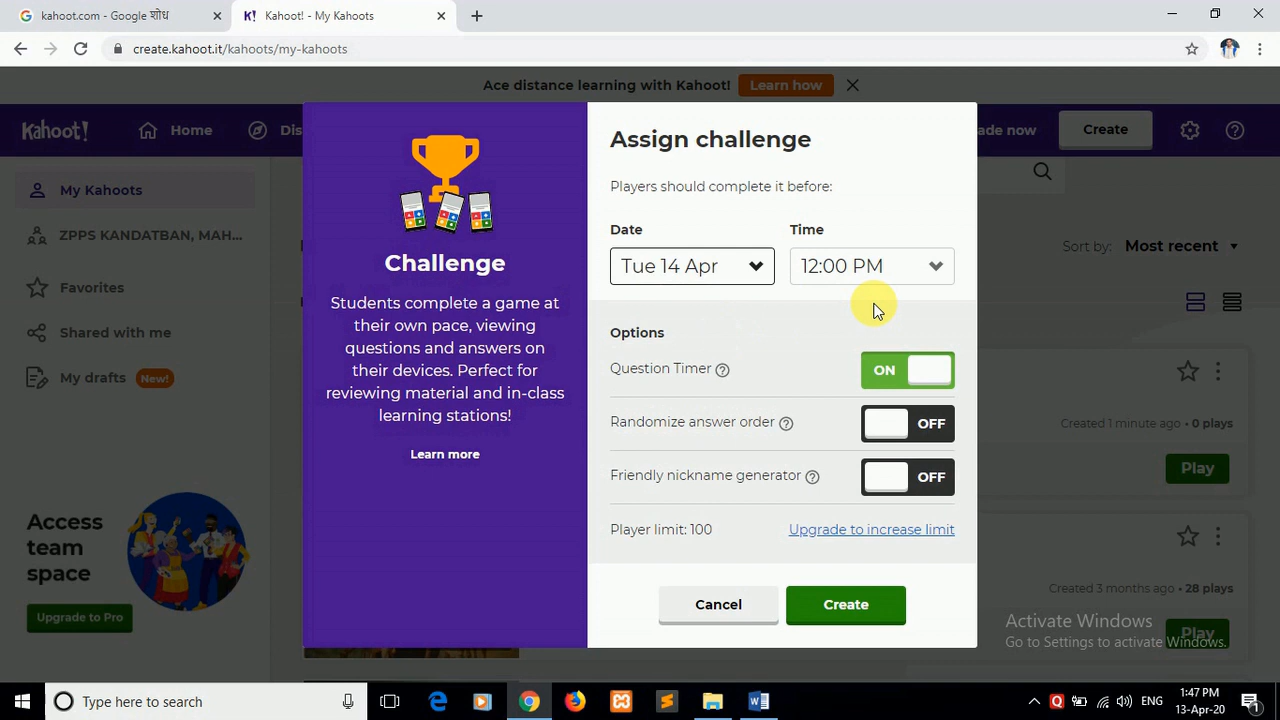 kahoot.com - Google शोध
K! Kahoot! - My Kahoots
create.kahoot.it/kahoots/my-kahoots
Ace distance learning with Kahoot! Learn how
Kahoot! Home
Create
My Kahoots
ZPPS KANDATBAN, MAH...
Favorites
Shared with me
My drafts New!
Access
team
space
Upgrade to Pro
Challenge
Students complete a game at
their own pace, viewing
questions and answers on
their devices. Perfect for
reviewing material and in-class
learning stations!
Learn more
Assign challenge
Players should complete it before:
Date Time
Tue 14 Apr 12:00 PM
Options
Question Timer ON
Randomize answer order OFF
Friendly nickname generator OFF
Player limit: 100 Upgrade to increase limit
Cancel Create
now
Sort by: Most recent
Created 1 minute ago • 0 plays
Play
Created 3 months ago • 28 plays
Play
Activate Windows
Go to Settings to activate Windows.
Type here to search
ENG
1:47 PM
13-Apr-20